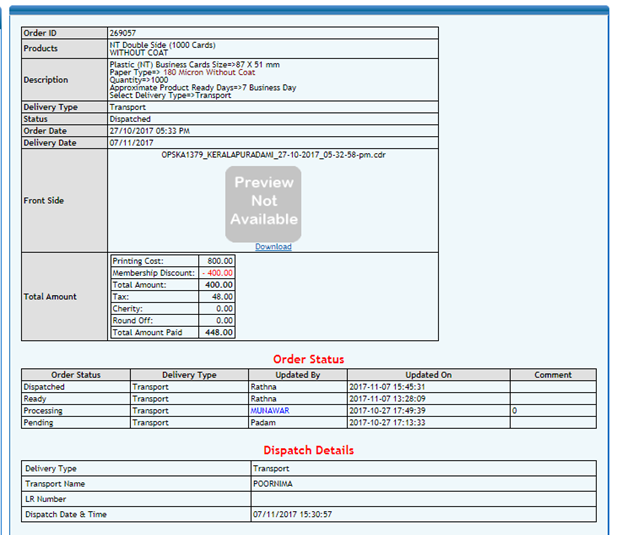 Order ID 269057
Products NT Double Side (1000 Cards)
WITHOUT COAT
Description Plastic (NT) Business Cards Size=>87 X 51 mm
Paper Type=> 180 Micron Without Coat
Quantity=>1000
Approximate Product Ready Days=>7 Business Day
Select Delivery Type=>Transport
Delivery Type Transport
Status Dispatched
Order Date 27/10/2017 05:33 PM
Delivery Date 07/11/2017
Front Side OPSKA1379_KERALAPURADAMI_27-10-2017_05-32-58-pm.cdr
Preview
Not
Available
Download
Total Amount
Printing Cost: 800.00
Membership Discount: - 400.00
Total Amount: 400.00
Tax: 48.00
Cherity: 0.00
Round Off: 0.00
Total Amount Paid 448.00
Order Status
Order Status Delivery Type Updated By Updated On Comment
Dispatched Transport Rathna 2017-11-07 15:45:31
Ready Transport Rathna 2017-11-07 13:28:09
Processing Transport MUNAWAR 2017-10-27 17:49:39 0
Pending Transport Padam 2017-10-27 17:13:33
Dispatch Details
Delivery Type Transport
Transport Name POORNIMA
LR Number
Dispatch Date & Time 07/11/2017 15:30:57